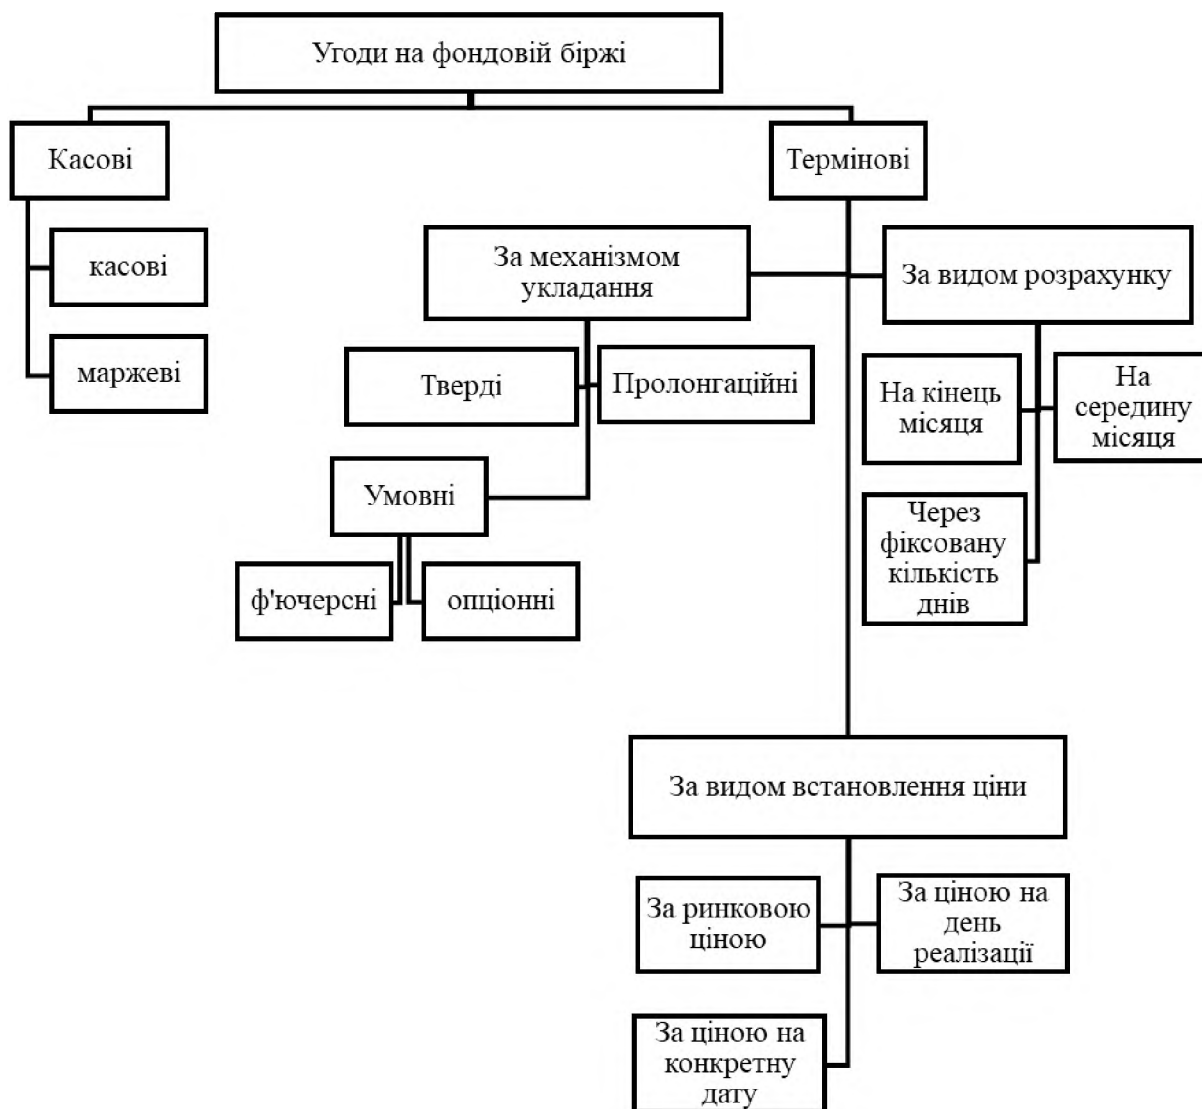 Угоди на фондовій біржі
Касові
Термінові
касові
маржеві
За механізмом
укладання
За видом розрахунку
Тверді
Пролонгаційні
На кінець
місяця
На
середину
місяця
Умовні
Через
фіксовану
кількість
днів
ф'ючерсні
опціонні
За видом встановлення ціни
За ринковою
ціною
За ціною на
день
реалізації
За ціною на
конкретну
дату